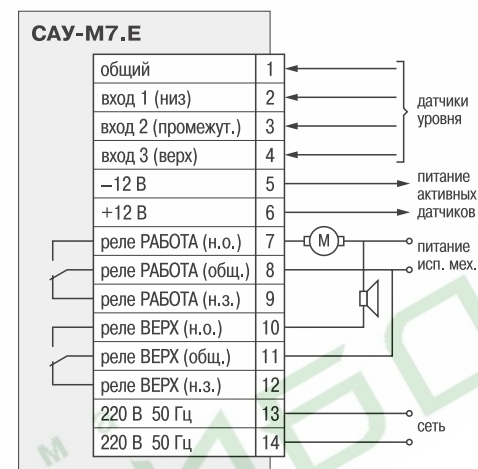 САУ-М7.Е
общий 1
вход 1 (низ) 2
вход 2 (промежут.) 3
вход 3 (верх) 4
–12 В 5
+12 В 6
реле РАБОТА (н.о.) 7
реле РАБОТА (общ.) 8
реле РАБОТА (н.з.) 9
реле ВЕРХ (н.о.) 10
реле ВЕРХ (общ.) 11
реле ВЕРХ (н.з.) 12
220 В 50 Гц 13
220 В 50 Гц 14
датчики
уровня
питание
активных
датчиков
М
питание
исп. мех.
сеть